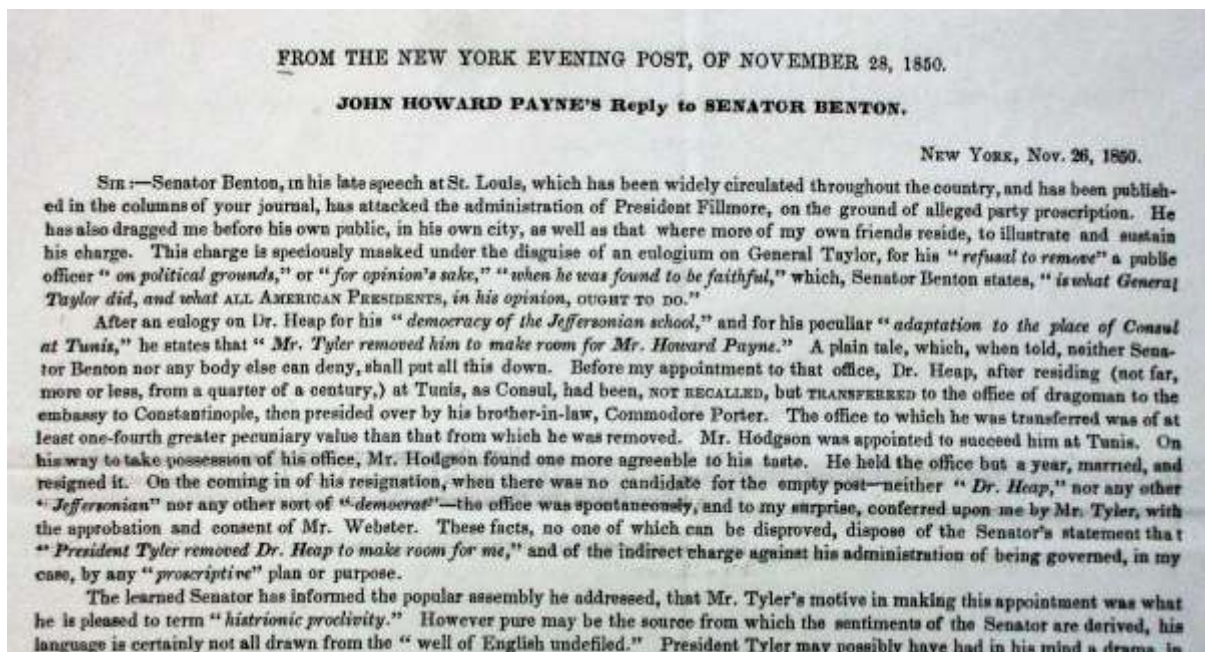 FROM THE NEW YORK EVENING POST, OF NOVEMBER 28, 1850.
JOHN HOWARD PAYNE'S Reply to SENATOR BENTON.
NEW YORK, Nov. 26, 1850.
SIR:—Senator Benton, in his late speech at St. Louis, which has been widely circulated throughout the country, and has been publish-
ed in the columns of your journal, has attacked the administration of President Fillmore, on the ground of alleged party proscription. He
has also dragged me before his own public, in his own city, as well as that where more of my own friends reside, to illustrate and sustain
his charge. This charge is speciously masked under the disguise of an eulogium on General Taylor, for his "refusal to remove" a public
officer "on political grounds," or "for opinion's sake," "when he was found to be faithful," which, Senator Benton states, "is what General
Taylor did, and what ALL AMERICAN PRESIDENTS, in his opinion, OUGHT TO DO."
After an eulogy on Dr. Heap for his "democracy of the Jeffersonian school," and for his peculiar "adaptation to the place of Consul
at Tunis," he states that "Mr. Tyler removed him to make room for Mr. Howard Payne." A plain tale, which, when told, neither Sena-
tor Benton nor any body else can deny, shall put all this down. Before my appointment to that office, Dr. Heap, after residing (not far,
more or less, from a quarter of a century,) at Tunis, as Consul, had been, NOT RECALLED, but TRANSFERRED to the office of dragoman to the
embassy to Constantinople, then presided over by his brother-in-law, Commodore Porter. The office to which he was transferred was of at
least one-fourth greater pecuniary value than that from which he was removed. Mr. Hodgson was appointed to succeed him at Tunis. On
his way to take possession of his office, Mr. Hodgson found one more agreeable to his taste. He held the office but a year, married, and
resigned it. On the coming in of his resignation, when there was no candidate for the empty post—neither "Dr. Heap," nor any other
"Jeffersonian" nor any other sort of "democrat"—the office was spontaneously, and to my surprise, conferred upon me by Mr. Tyler, with
the approbation and consent of Mr. Webster. These facts, no one of which can be disproved, dispose of the Senator's statement that
"President Tyler removed Dr. Heap to make room for me," and of the indirect charge against his administration of being governed, in my
case, by any "proscriptive" plan or purpose.
The learned Senator has informed the popular assembly he addressed, that Mr. Tyler's motive in making this appointment was what
he is pleased to term "histrionic proclivity." However pure may be the source from which the sentiments of the Senator are derived, his
language is certainly not all drawn from the "well of English undefiled." President Tyler may possibly have had in his mind a drama, in